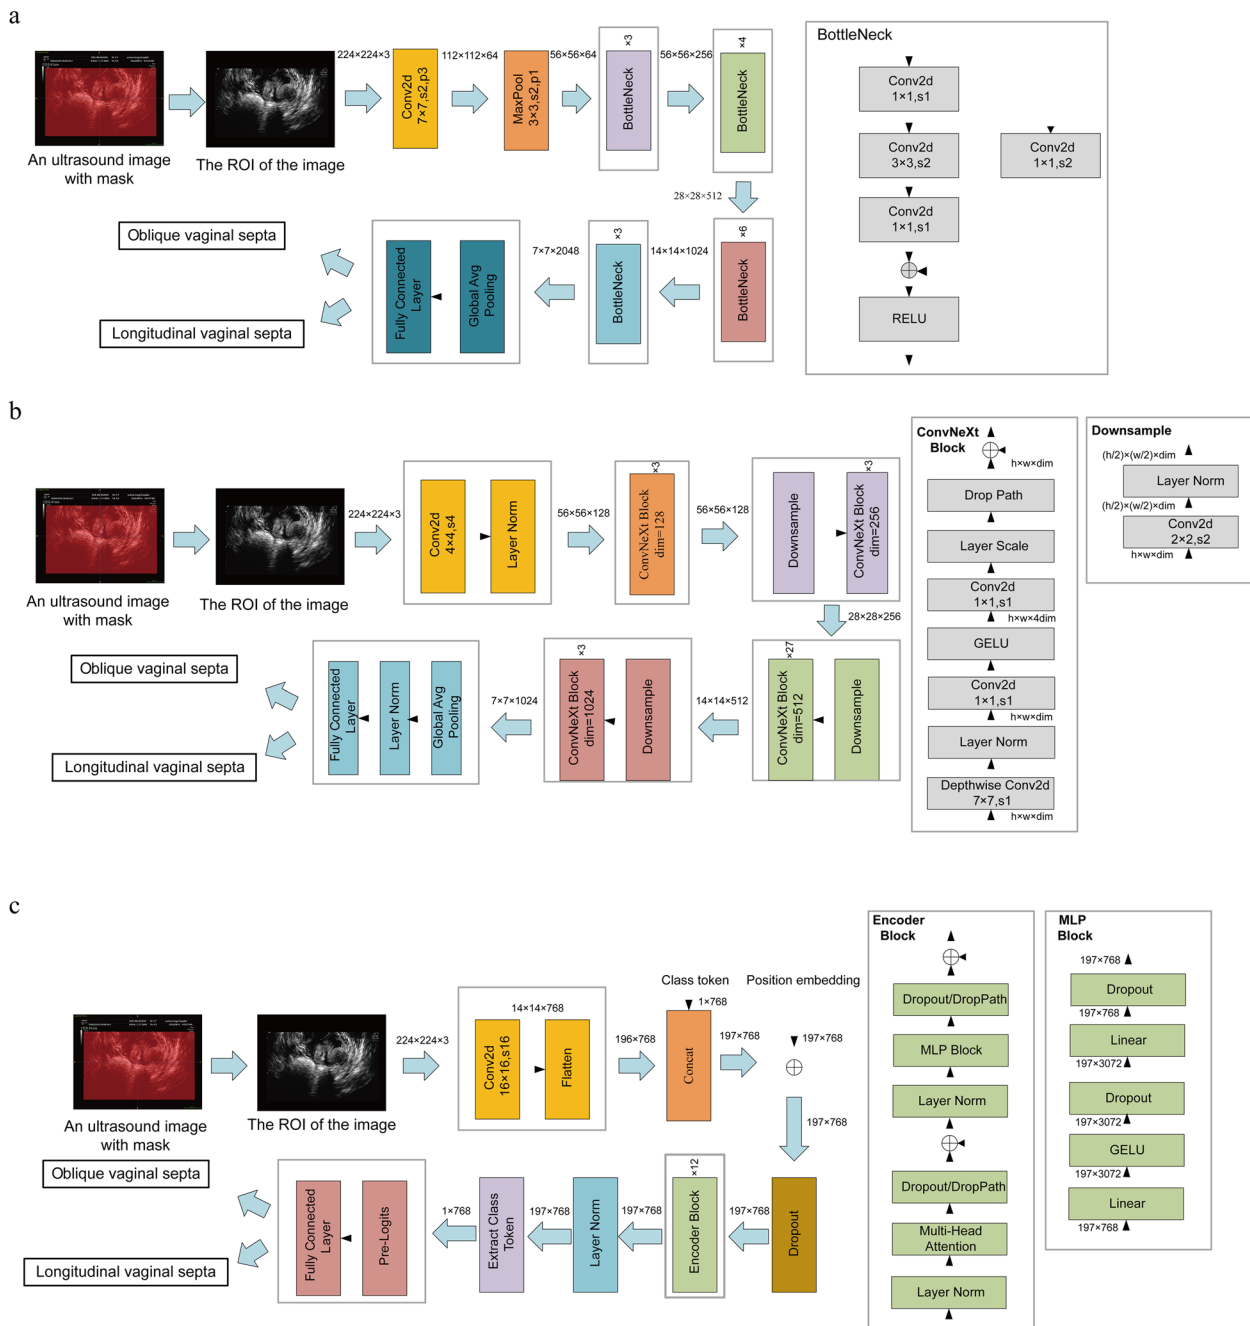 a
224×224×3
112×112×64
56×56×64
56×56×256
An ultrasound image
with mask
The ROI of the image
Conv2d
7×7,s2,p3
MaxPool
3×3,s2,p1
×3
BottleNeck
×4
BottleNeck
28×28×512
Oblique vaginal septa
Longitudinal vaginal septa
Fully Connected
Layer
Global Avg
Pooling
7×7×2048
×3
BottleNeck
14×14×1024
×6
BottleNeck
BottleNeck
Conv2d
1×1,s1
Conv2d
3×3,s2
Conv2d
1×1,s2
Conv2d
1×1,s1
RELU
b
An ultrasound image
with mask
The ROI of the image
224×224×3
Conv2d
4×4,s4
Layer Norm
56×56×128
×3
ConvNeXt Block
dim=128
56×56×128
Downsample
×3
ConvNeXt Block
dim=256
28×28×256
Oblique vaginal septa
Longitudinal vaginal septa
Fully Connected
Layer
Layer Norm
Global Avg
Pooling
7×7×1024
×3
ConvNeXt Block
dim=1024
Downsample
14×14×512
×27
ConvNeXt Block
dim=512
Downsample
ConvNeXt
Block
h×w×dim
Drop Path
Layer Scale
Conv2d
1×1,s1
h×w×4dim
GELU
Conv2d
1×1,s1
h×w×dim
Layer Norm
Depthwise Conv2d
7×7,s1
h×w×dim
Downsample
(h/2)×(w/2)×dim
Layer Norm
(h/2)×(w/2)×dim
Conv2d
2×2,s2
h×w×dim
c
An ultrasound image
with mask
The ROI of the image
224×224×3
14×14×768
Conv2d
16×16,s16
Flatten
196×768
Class token
1×768
Concat
197×768
Position embedding
197×768
197×768
Oblique vaginal septa
Longitudinal vaginal septa
Fully Connected
Layer
Pre-Logits
1×768
Extract Class
Token
197×768
Layer Norm
197×768
×12
Encoder Block
197×768
Dropout
Encoder
Block
Dropout/DropPath
MLP Block
Layer Norm
Dropout/DropPath
Multi-Head
Attention
Layer Norm
MLP
Block
197×768
Dropout
197×768
Linear
197×3072
Dropout
197×3072
GELU
197×3072
Linear
197×768